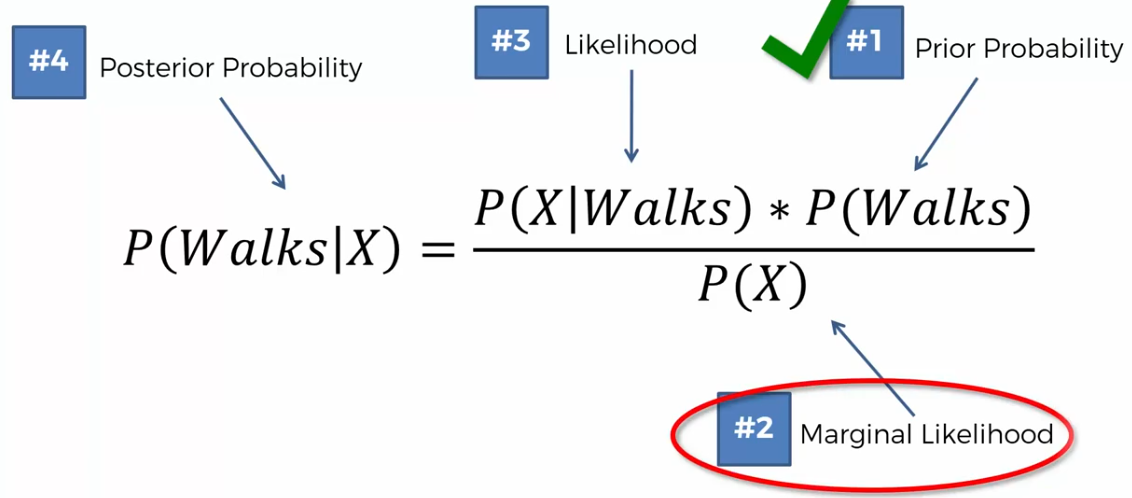 #4 Posterior Probability
#3 Likelihood
#1 Prior Probability
P(Walks|X) = P(X|Walks) * P(Walks)
P(X)
#2 Marginal Likelihood